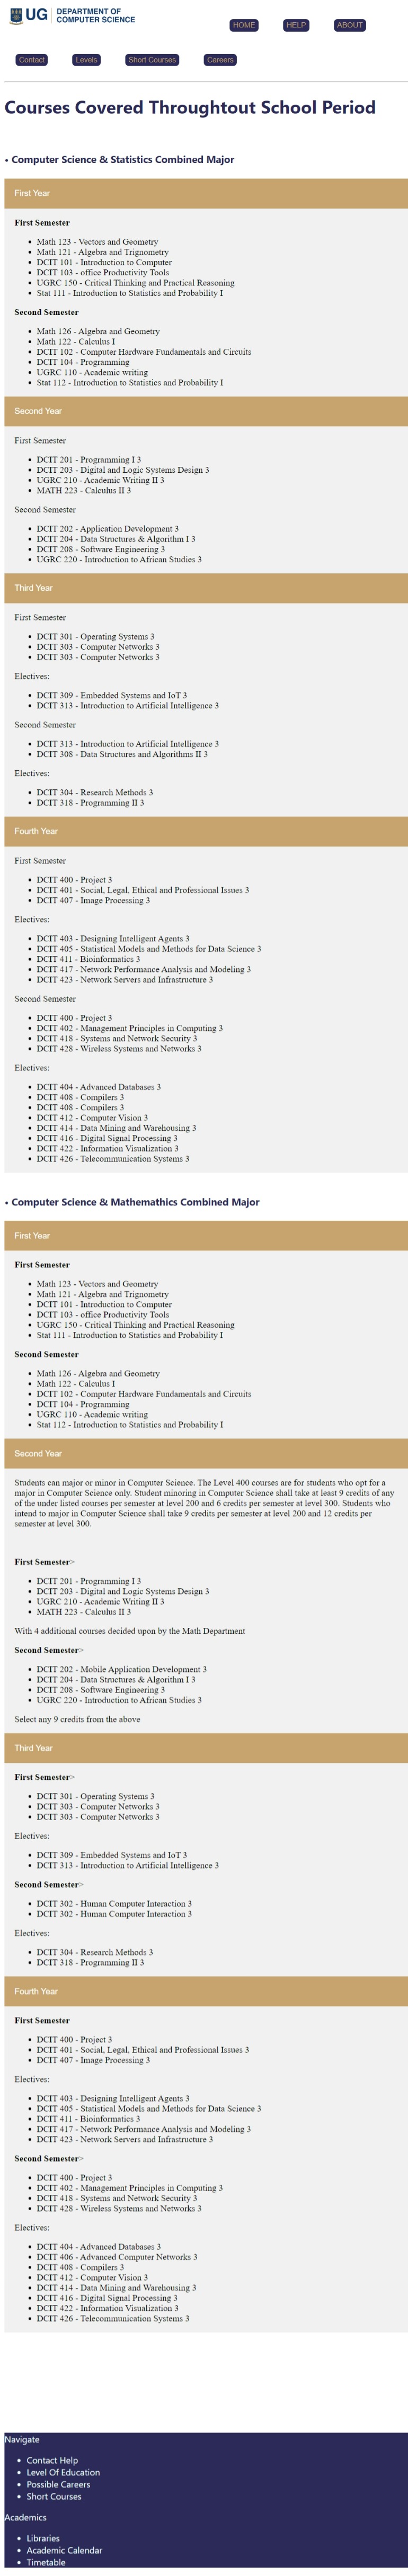 UG DEPARTMENT OF
COMPUTER SCIENCE
HOME HELP ABOUT
Contact Levels Short Courses Careers
Courses Covered Throughtout School Period
• Computer Science & Statistics Combined Major
First Year
First Semester
• Math 123 - Vectors and Geometry
• Math 121 - Algebra and Trignometry
• DCIT 101 - Introduction to Computer
• DCIT 103 - office Productivity Tools
• UGRC 150 - Critical Thinking and Practical Reasoning
• Stat 111 - Introduction to Statistics and Probability I
Second Semester
• Math 126 - Algebra and Geometry
• Math 122 - Calculus I
• DCIT 102 - Computer Hardware Fundamentals and Circuits
• DCIT 104 - Programming
• UGRC 110 - Academic writing
• Stat 112 - Introduction to Statistics and Probability I
Second Year
First Semester
• DCIT 201 - Programming I 3
• DCIT 203 - Digital and Logic Systems Design 3
• UGRC 210 - Academic Writing II 3
• MATH 223 - Calculus II 3
Second Semester
• DCIT 202 - Application Development 3
• DCIT 204 - Data Structures & Algorithm I 3
• DCIT 208 - Software Engineering 3
• UGRC 220 - Introduction to African Studies 3
Third Year
First Semester
• DCIT 301 - Operating Systems 3
• DCIT 303 - Computer Networks 3
• DCIT 303 - Computer Networks 3
Electives:
• DCIT 309 - Embedded Systems and IoT 3
• DCIT 313 - Introduction to Artificial Intelligence 3
Second Semester
• DCIT 313 - Introduction to Artificial Intelligence 3
• DCIT 308 - Data Structures and Algorithms II 3
Electives:
• DCIT 304 - Research Methods 3
• DCIT 318 - Programming II 3
Fourth Year
First Semester
• DCIT 400 - Project 3
• DCIT 401 - Social, Legal, Ethical and Professional Issues 3
• DCIT 407 - Image Processing 3
Electives:
• DCIT 403 - Designing Intelligent Agents 3
• DCIT 405 - Statistical Models and Methods for Data Science 3
• DCIT 411 - Bioinformatics 3
• DCIT 417 - Network Performance Analysis and Modeling 3
• DCIT 423 - Network Servers and Infrastructure 3
Second Semester
• DCIT 400 - Project 3
• DCIT 402 - Management Principles in Computing 3
• DCIT 418 - Systems and Network Security 3
• DCIT 428 - Wireless Systems and Networks 3
Electives:
• DCIT 404 - Advanced Databases 3
• DCIT 408 - Compilers 3
• DCIT 408 - Compilers 3
• DCIT 412 - Computer Vision 3
• DCIT 414 - Data Mining and Warehousing 3
• DCIT 416 - Digital Signal Processing 3
• DCIT 422 - Information Visualization 3
• DCIT 426 - Telecommunication Systems 3
• Computer Science & Mathemathics Combined Major
First Year
First Semester
• Math 123 - Vectors and Geometry
• Math 121 - Algebra and Trignometry
• DCIT 101 - Introduction to Computer
• DCIT 103 - office Productivity Tools
• UGRC 150 - Critical Thinking and Practical Reasoning
• Stat 111 - Introduction to Statistics and Probability I
Second Semester
• Math 126 - Algebra and Geometry
• Math 122 - Calculus I
• DCIT 102 - Computer Hardware Fundamentals and Circuits
• DCIT 104 - Programming
• UGRC 110 - Academic writing
• Stat 112 - Introduction to Statistics and Probability I
Second Year
Students can major or minor in Computer Science. The Level 400 courses are for students who opt for a
major in Computer Science only. Student minoring in Computer Science shall take at least 9 credits of any
of the under listed courses per semester at level 200 and 6 credits per semester at level 300. Students who
intend to major in Computer Science shall take 9 credits per semester at level 200 and 12 credits per
semester at level 300.
First Semester>
• DCIT 201 - Programming I 3
• DCIT 203 - Digital and Logic Systems Design 3
• UGRC 210 - Academic Writing II 3
• MATH 223 - Calculus II 3
With 4 additional courses decided upon by the Math Department
Second Semester>
• DCIT 202 - Mobile Application Development 3
• DCIT 204 - Data Structures & Algorithm I 3
• DCIT 208 - Software Engineering 3
• UGRC 220 - Introduction to African Studies 3
Select any 9 credits from the above
Third Year
First Semester>
• DCIT 301 - Operating Systems 3
• DCIT 303 - Computer Networks 3
• DCIT 303 - Computer Networks 3
Electives:
• DCIT 309 - Embedded Systems and IoT 3
• DCIT 313 - Introduction to Artificial Intelligence 3
Second Semester>
• DCIT 302 - Human Computer Interaction 3
• DCIT 302 - Human Computer Interaction 3
Electives:
• DCIT 304 - Research Methods 3
• DCIT 318 - Programming II 3
Fourth Year
First Semester
• DCIT 400 - Project 3
• DCIT 401 - Social, Legal, Ethical and Professional Issues 3
• DCIT 407 - Image Processing 3
Electives:
• DCIT 403 - Designing Intelligent Agents 3
• DCIT 405 - Statistical Models and Methods for Data Science 3
• DCIT 411 - Bioinformatics 3
• DCIT 417 - Network Performance Analysis and Modeling 3
• DCIT 423 - Network Servers and Infrastructure 3
Second Semester>
• DCIT 400 - Project 3
• DCIT 402 - Management Principles in Computing 3
• DCIT 418 - Systems and Network Security 3
• DCIT 428 - Wireless Systems and Networks 3
Electives:
• DCIT 404 - Advanced Databases 3
• DCIT 406 - Advanced Computer Networks 3
• DCIT 408 - Compilers 3
• DCIT 412 - Computer Vision 3
• DCIT 414 - Data Mining and Warehousing 3
• DCIT 416 - Digital Signal Processing 3
• DCIT 422 - Information Visualization 3
• DCIT 426 - Telecommunication Systems 3
Navigate
• Contact Help
• Level Of Education
• Possible Careers
• Short Courses
Academics
• Libraries
• Academic Calendar
• Timetable